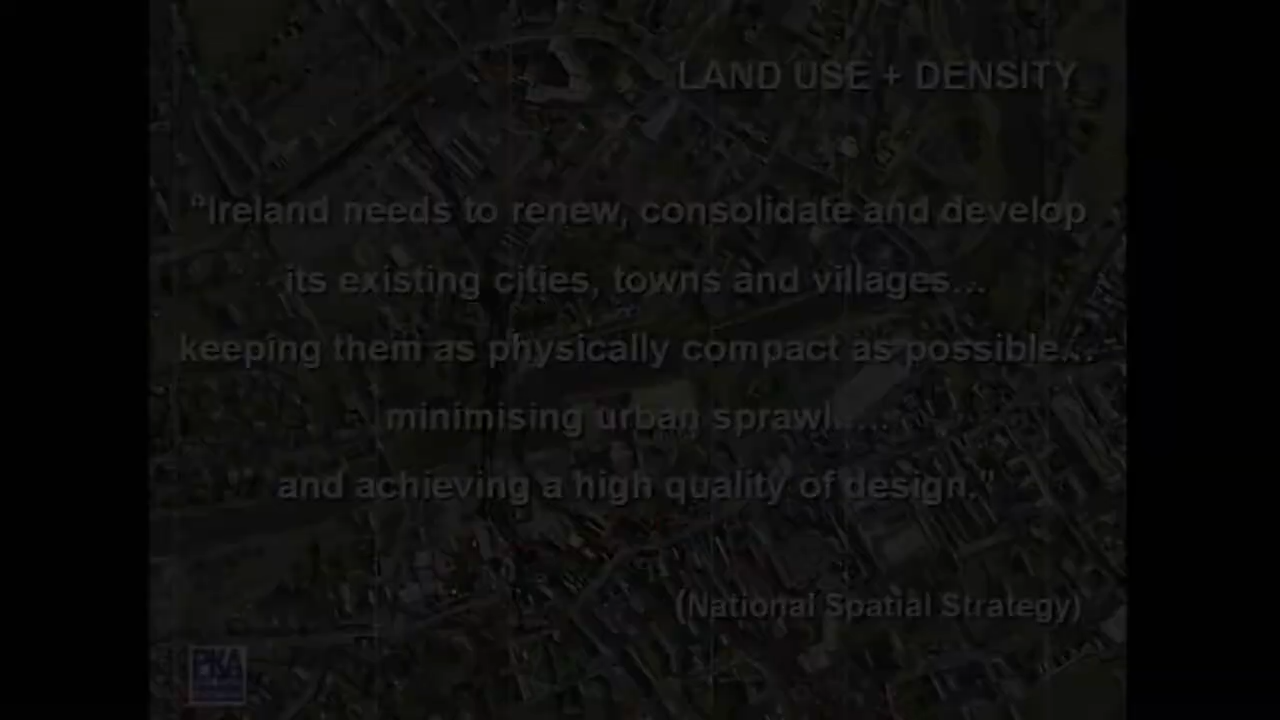 LAND USE + DENSITY
"Ireland needs to renew, consolidate and develop
its existing cities, towns and villages...
keeping them as physically compact as possible...
minimising urban sprawl.....
and achieving a high quality of design."
(National Spatial Strategy)
PKA